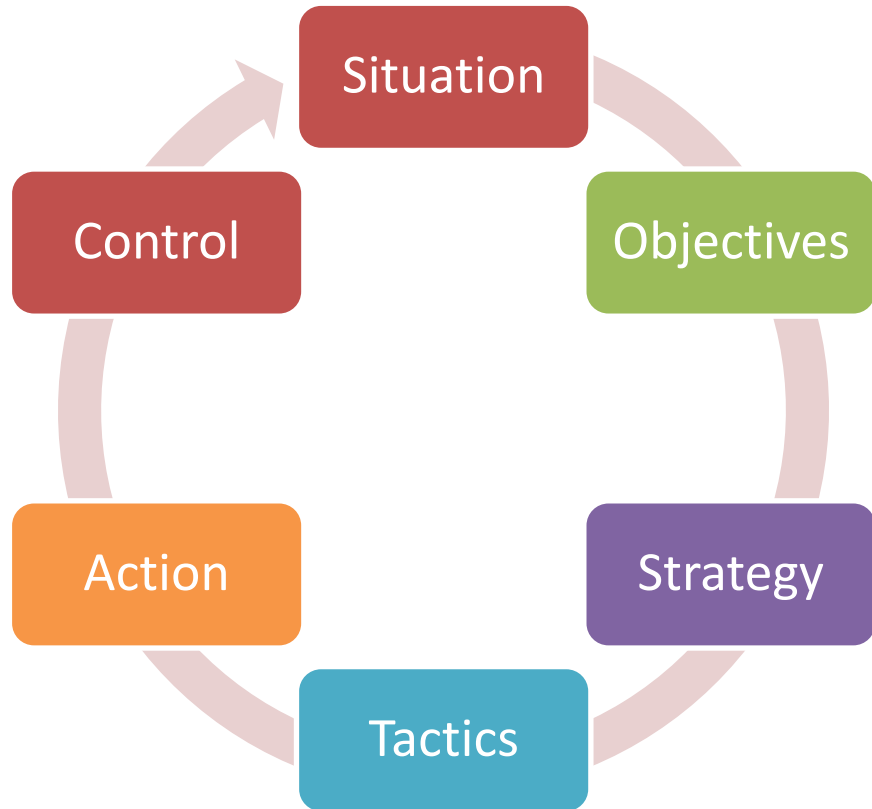 Situation
Objectives
Strategy
Tactics
Action
Control